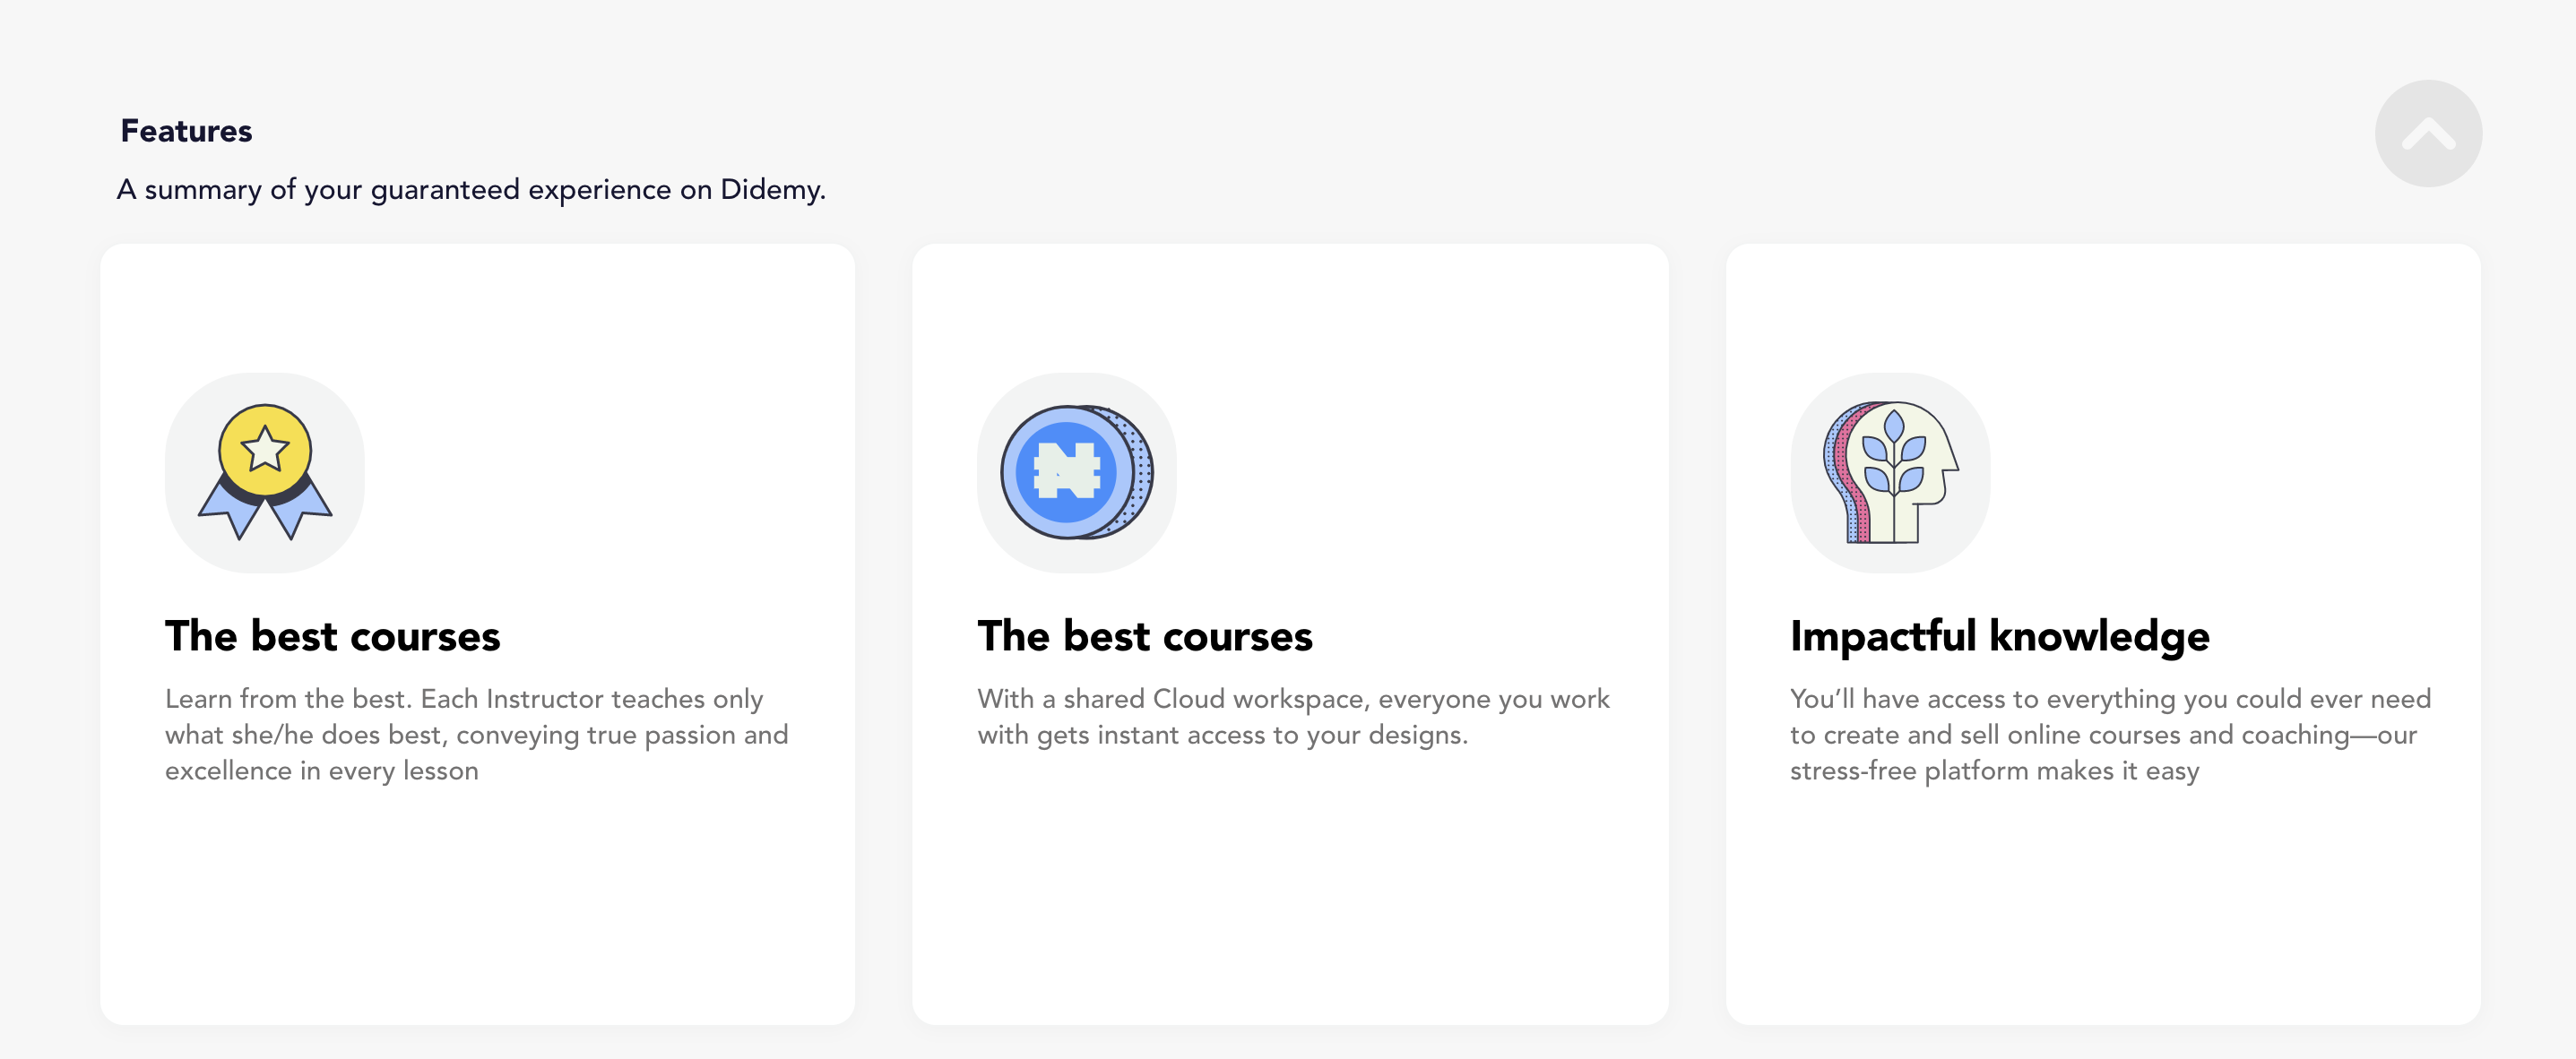 Features
A summary of your guaranteed experience on Didemy.
The best courses
Learn from the best. Each Instructor teaches only
what she/he does best, conveying true passion and
excellence in every lesson
The best courses
With a shared Cloud workspace, everyone you work
with gets instant access to your designs.
Impactful knowledge
You’ll have access to everything you could ever need
to create and sell online courses and coaching—our
stress-free platform makes it easy